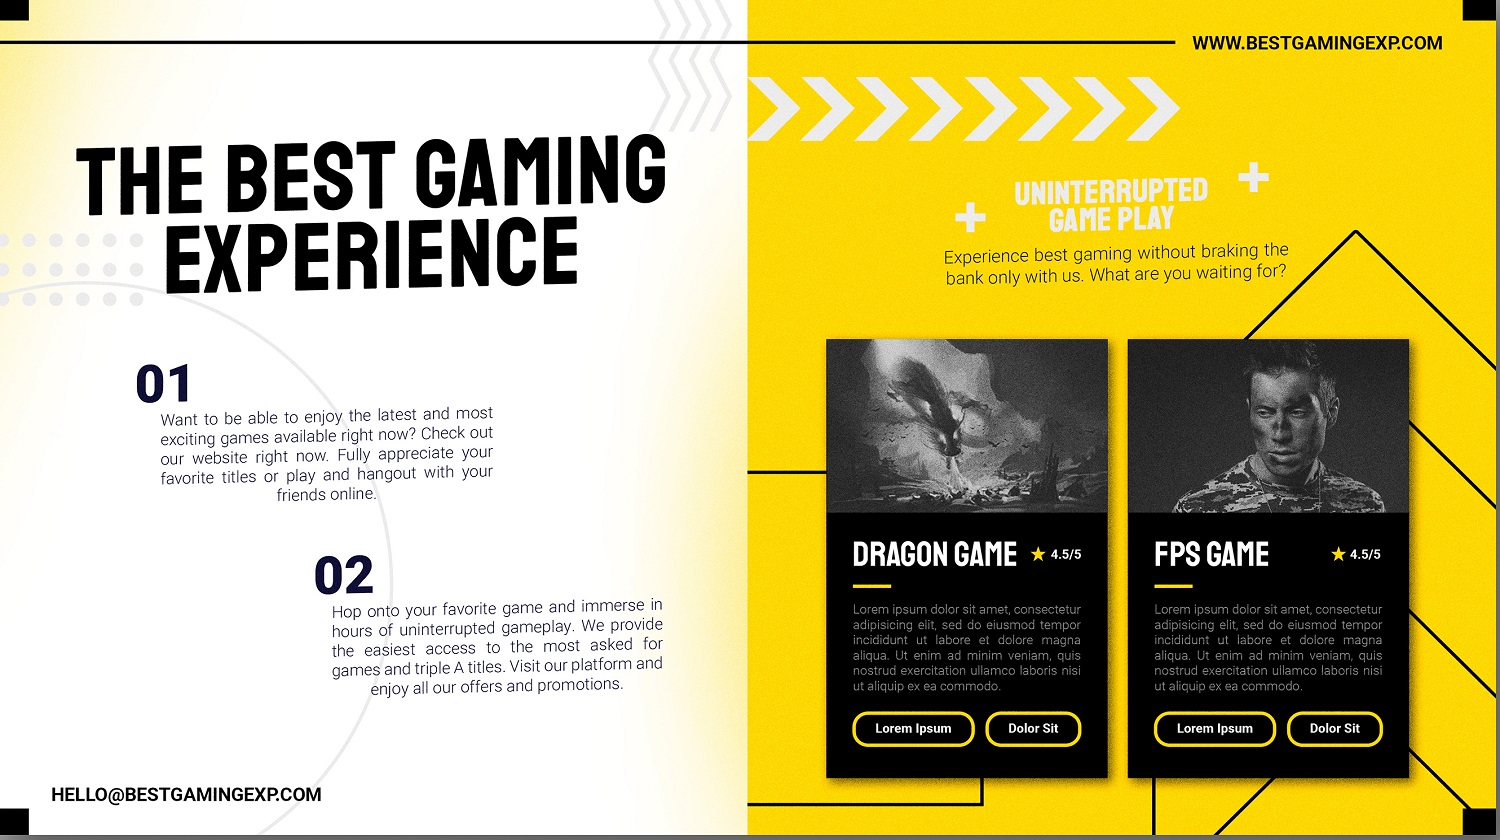 WWW.BESTGAMINGEXP.COM
THE BEST GAMING
EXPERIENCE
01
Want to be able to enjoy the latest and most
exciting games available right now? Check out
our website right now. Fully appreciate your
favorite titles or play and hangout with your
friends online.
02
Hop onto your favorite game and immerse in
hours of uninterrupted gameplay. We provide
the easiest access to the most asked for
games and triple A titles. Visit our platform and
enjoy all our offers and promotions.
HELLO@BESTGAMINGEXP.COM
UNINTERRUPTED
GAME PLAY
Experience best gaming without braking the
bank only with us. What are you waiting for?
DRAGON GAME 4.5/5
Lorem ipsum dolor sit amet, consectetur
adipisicing elit, sed do eiusmod tempor
incididunt ut labore et dolore magna
aliqua. Ut enim ad minim veniam, quis
nostrud exercitation ullamco laboris nisi
ut aliquip ex ea commodo.
Lorem Ipsum Dolor Sit
FPS GAME 4.5/5
Lorem ipsum dolor sit amet, consectetur
adipisicing elit, sed do eiusmod tempor
incididunt ut labore et dolore magna
aliqua. Ut enim ad minim veniam, quis
nostrud exercitation ullamco laboris nisi
ut aliquip ex ea commodo.
Lorem Ipsum Dolor Sit